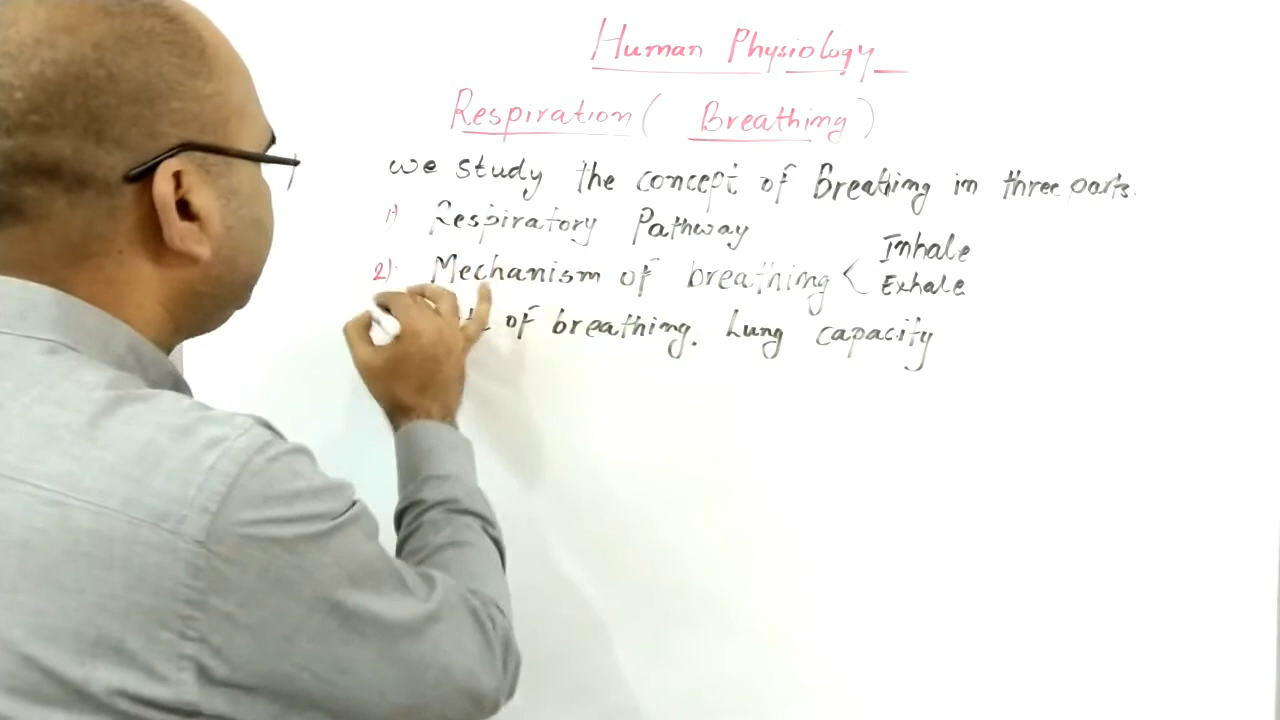 Human Physiology
Respiration ( Breathing )
we study the concept of Breathing in three parts.
1) Respiratory Pathway
2) Mechanism of breathing < Inhale
Exhale
of breathing. Lung capacity